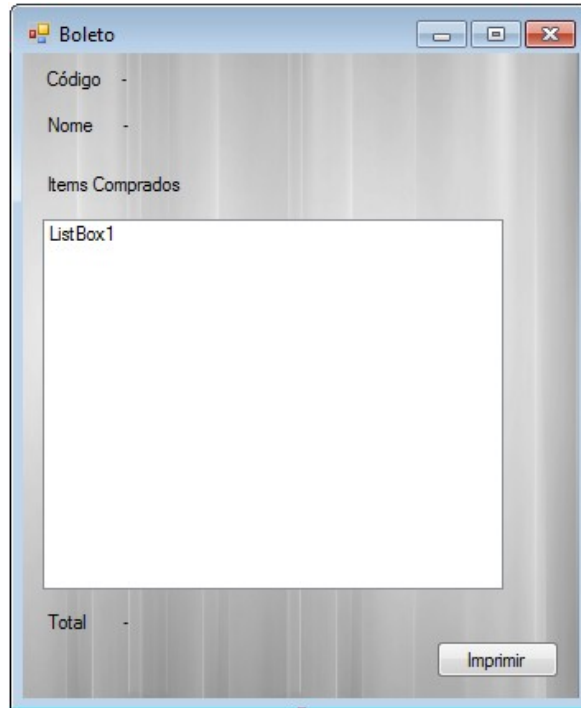 Boleto
Código -
Nome -
Items Comprados
ListBox1
Total -
Imprimir